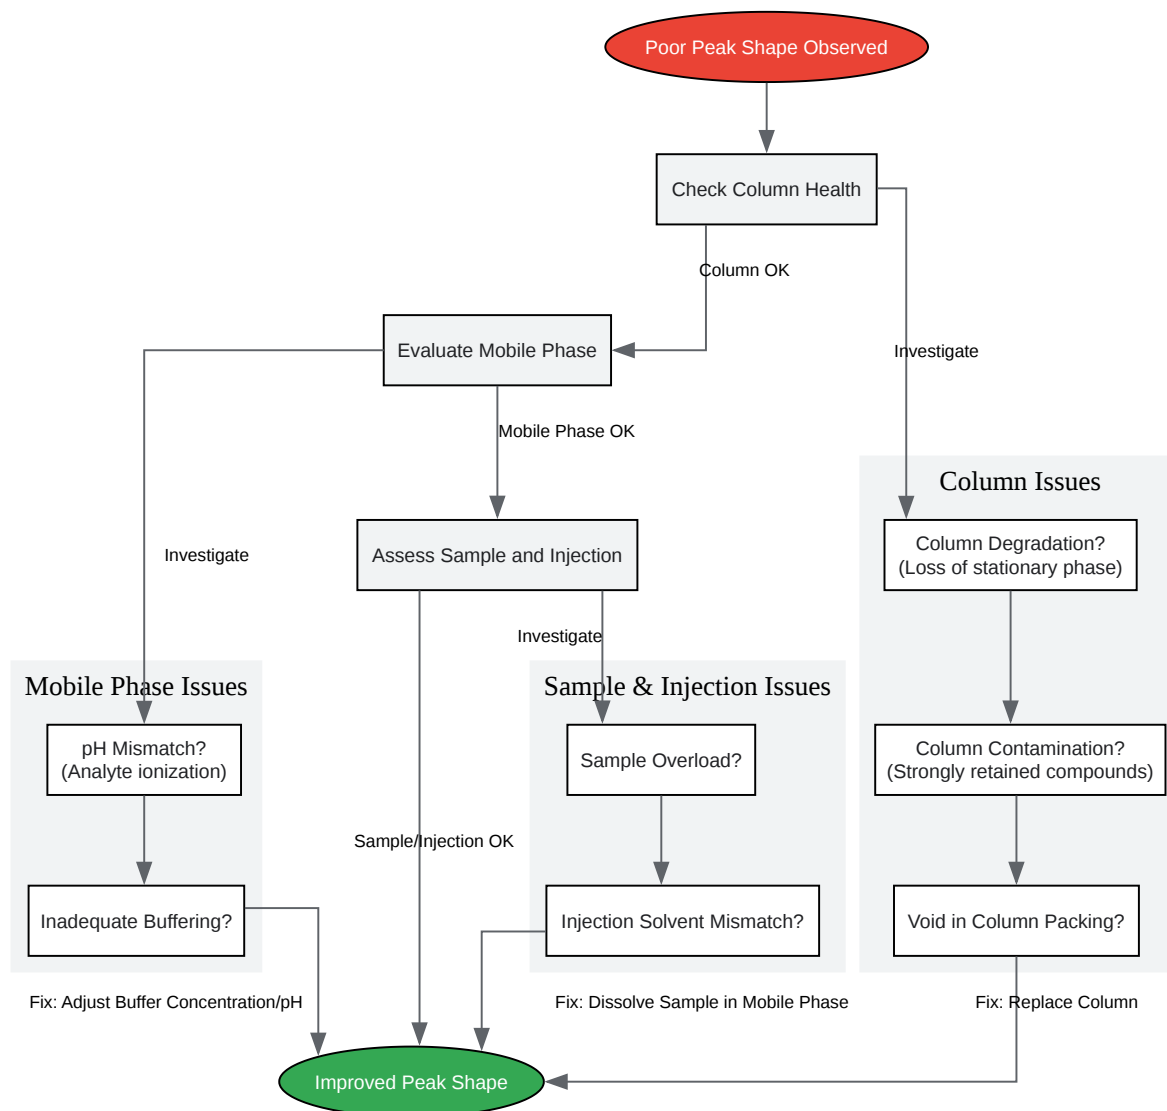 Poor Peak Shape Observed
Check Column Health
Column OK
Evaluate Mobile Phase
Investigate
Mobile Phase OK
Column Issues
Assess Sample and Injection
Column Degradation?
(Loss of stationary phase)
Investigate
Investigate
Mobile Phase Issues
Sample & Injection Issues
pH Mismatch?
(Analyte ionization)
Sample Overload?
Column Contamination?
(Strongly retained compounds)
Sample/Injection OK
Inadequate Buffering?
Injection Solvent Mismatch?
Void in Column Packing?
Fix: Adjust Buffer Concentration/pH
Fix: Dissolve Sample in Mobile Phase
Fix: Replace Column
Improved Peak Shape